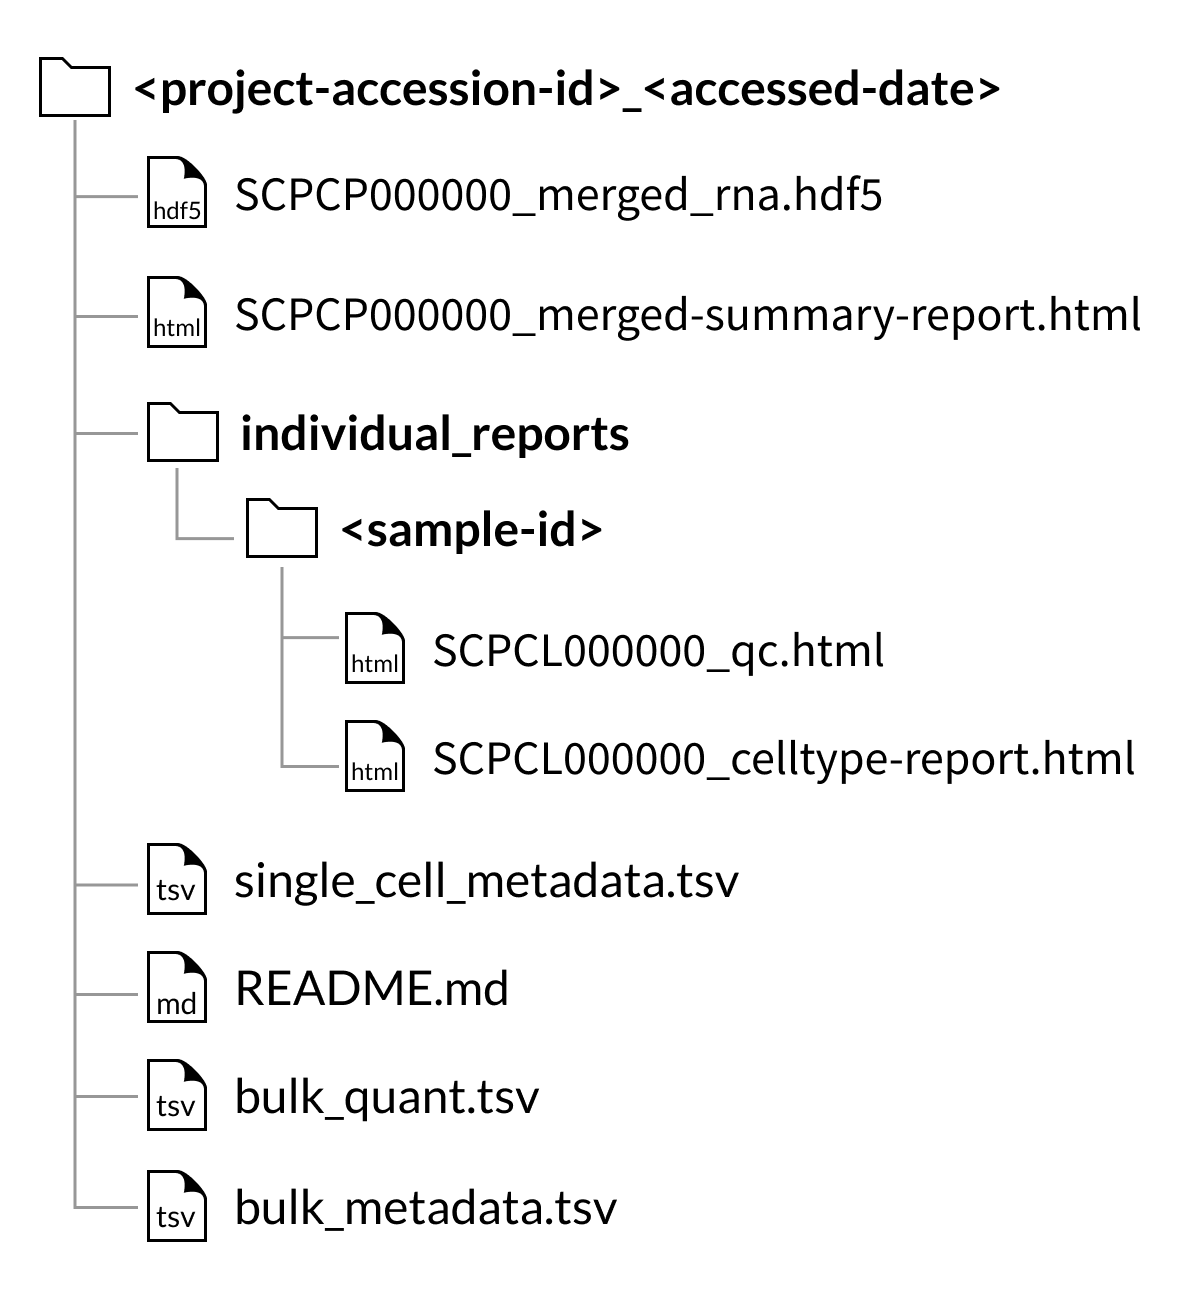 <project-accession-id>_<accessed-date>
hdf5 SCPCP000000_merged_rna.hdf5
html SCPCP000000_merged-summary-report.html
individual_reports
<sample-id>
html SCPCL000000_qc.html
html SCPCL000000_celltype-report.html
tsv single_cell_metadata.tsv
md README.md
tsv bulk_quant.tsv
tsv bulk_metadata.tsv